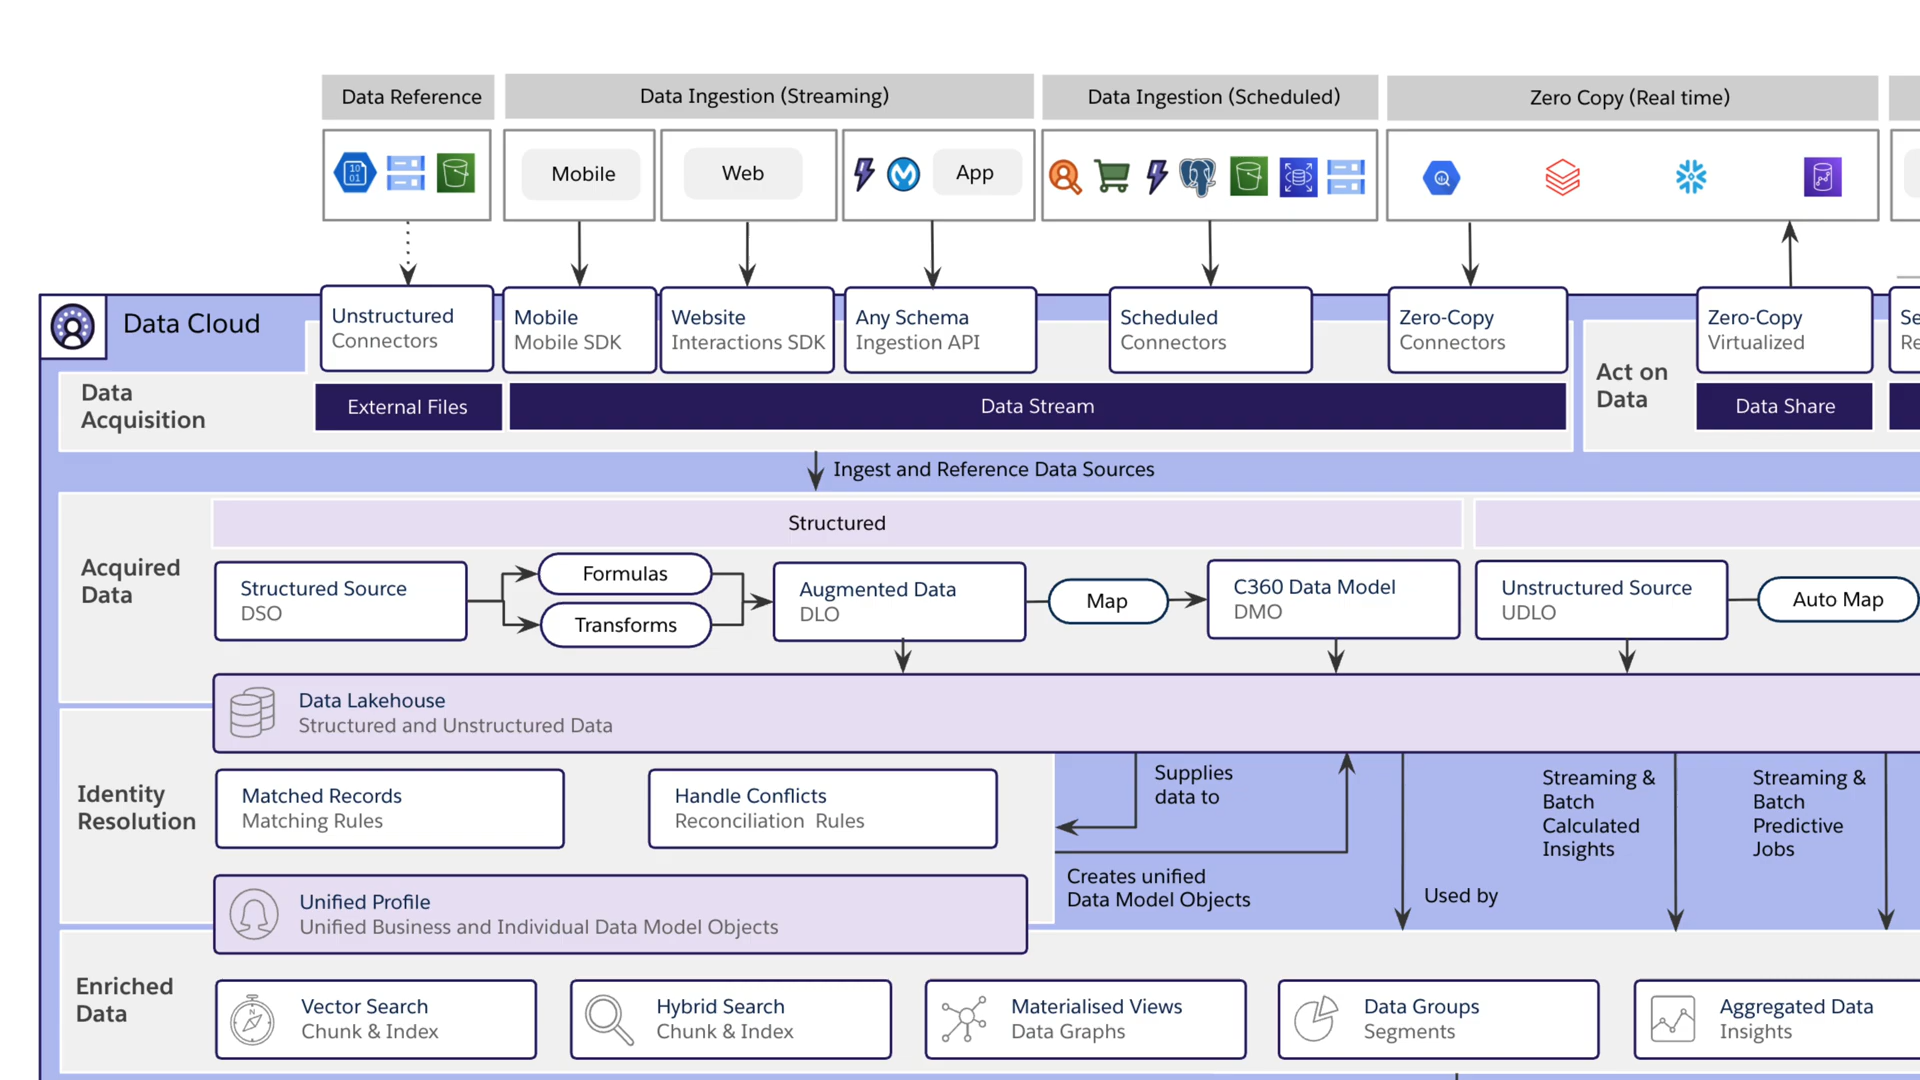 Data Reference
Data Ingestion (Streaming)
Data Ingestion (Scheduled)
Zero Copy (Real time)
10
01
Mobile
Web
App
Data Cloud
Unstructured
Connectors
Mobile
Mobile SDK
Website
Interactions SDK
Any Schema
Ingestion API
Scheduled
Connectors
Zero-Copy
Connectors
Zero-Copy
Virtualized
Se
Re
Data
Acquisition
External Files
Data Stream
Act on
Data
Data Share
Ingest and Reference Data Sources
Structured
Acquired
Data
Structured Source
DSO
Formulas
Transforms
Augmented Data
DLO
Map
C360 Data Model
DMO
Unstructured Source
UDLO
Auto Map
Data Lakehouse
Structured and Unstructured Data
Identity
Resolution
Matched Records
Matching Rules
Handle Conflicts
Reconciliation Rules
Supplies
data to
Creates unified
Data Model Objects
Used by
Streaming &
Batch
Calculated
Insights
Streaming &
Batch
Predictive
Jobs
Unified Profile
Unified Business and Individual Data Model Objects
Enriched
Data
N
Vector Search
Chunk & Index
Hybrid Search
Chunk & Index
Materialised Views
Data Graphs
Data Groups
Segments
Aggregated Data
Insights